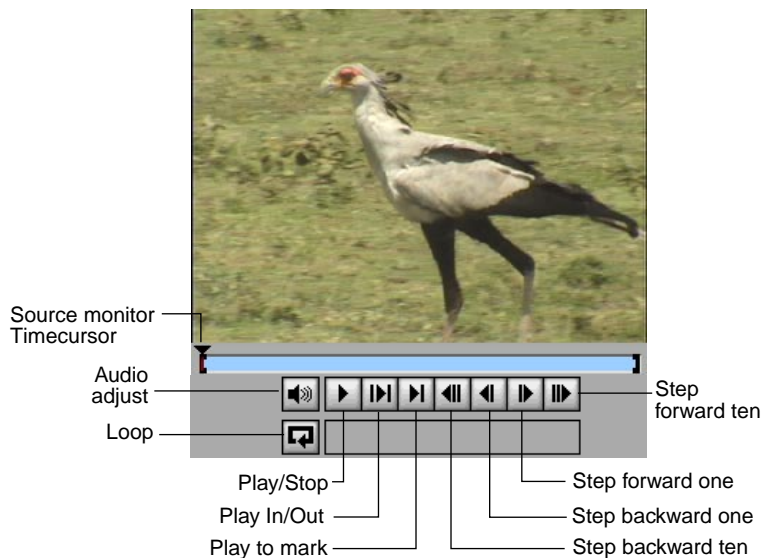 Source monitor
Timecursor
Audio
adjust
Loop
Step
forward ten
Play/Stop
Step forward one
Play In/Out
Step backward one
Play to mark
Step backward ten